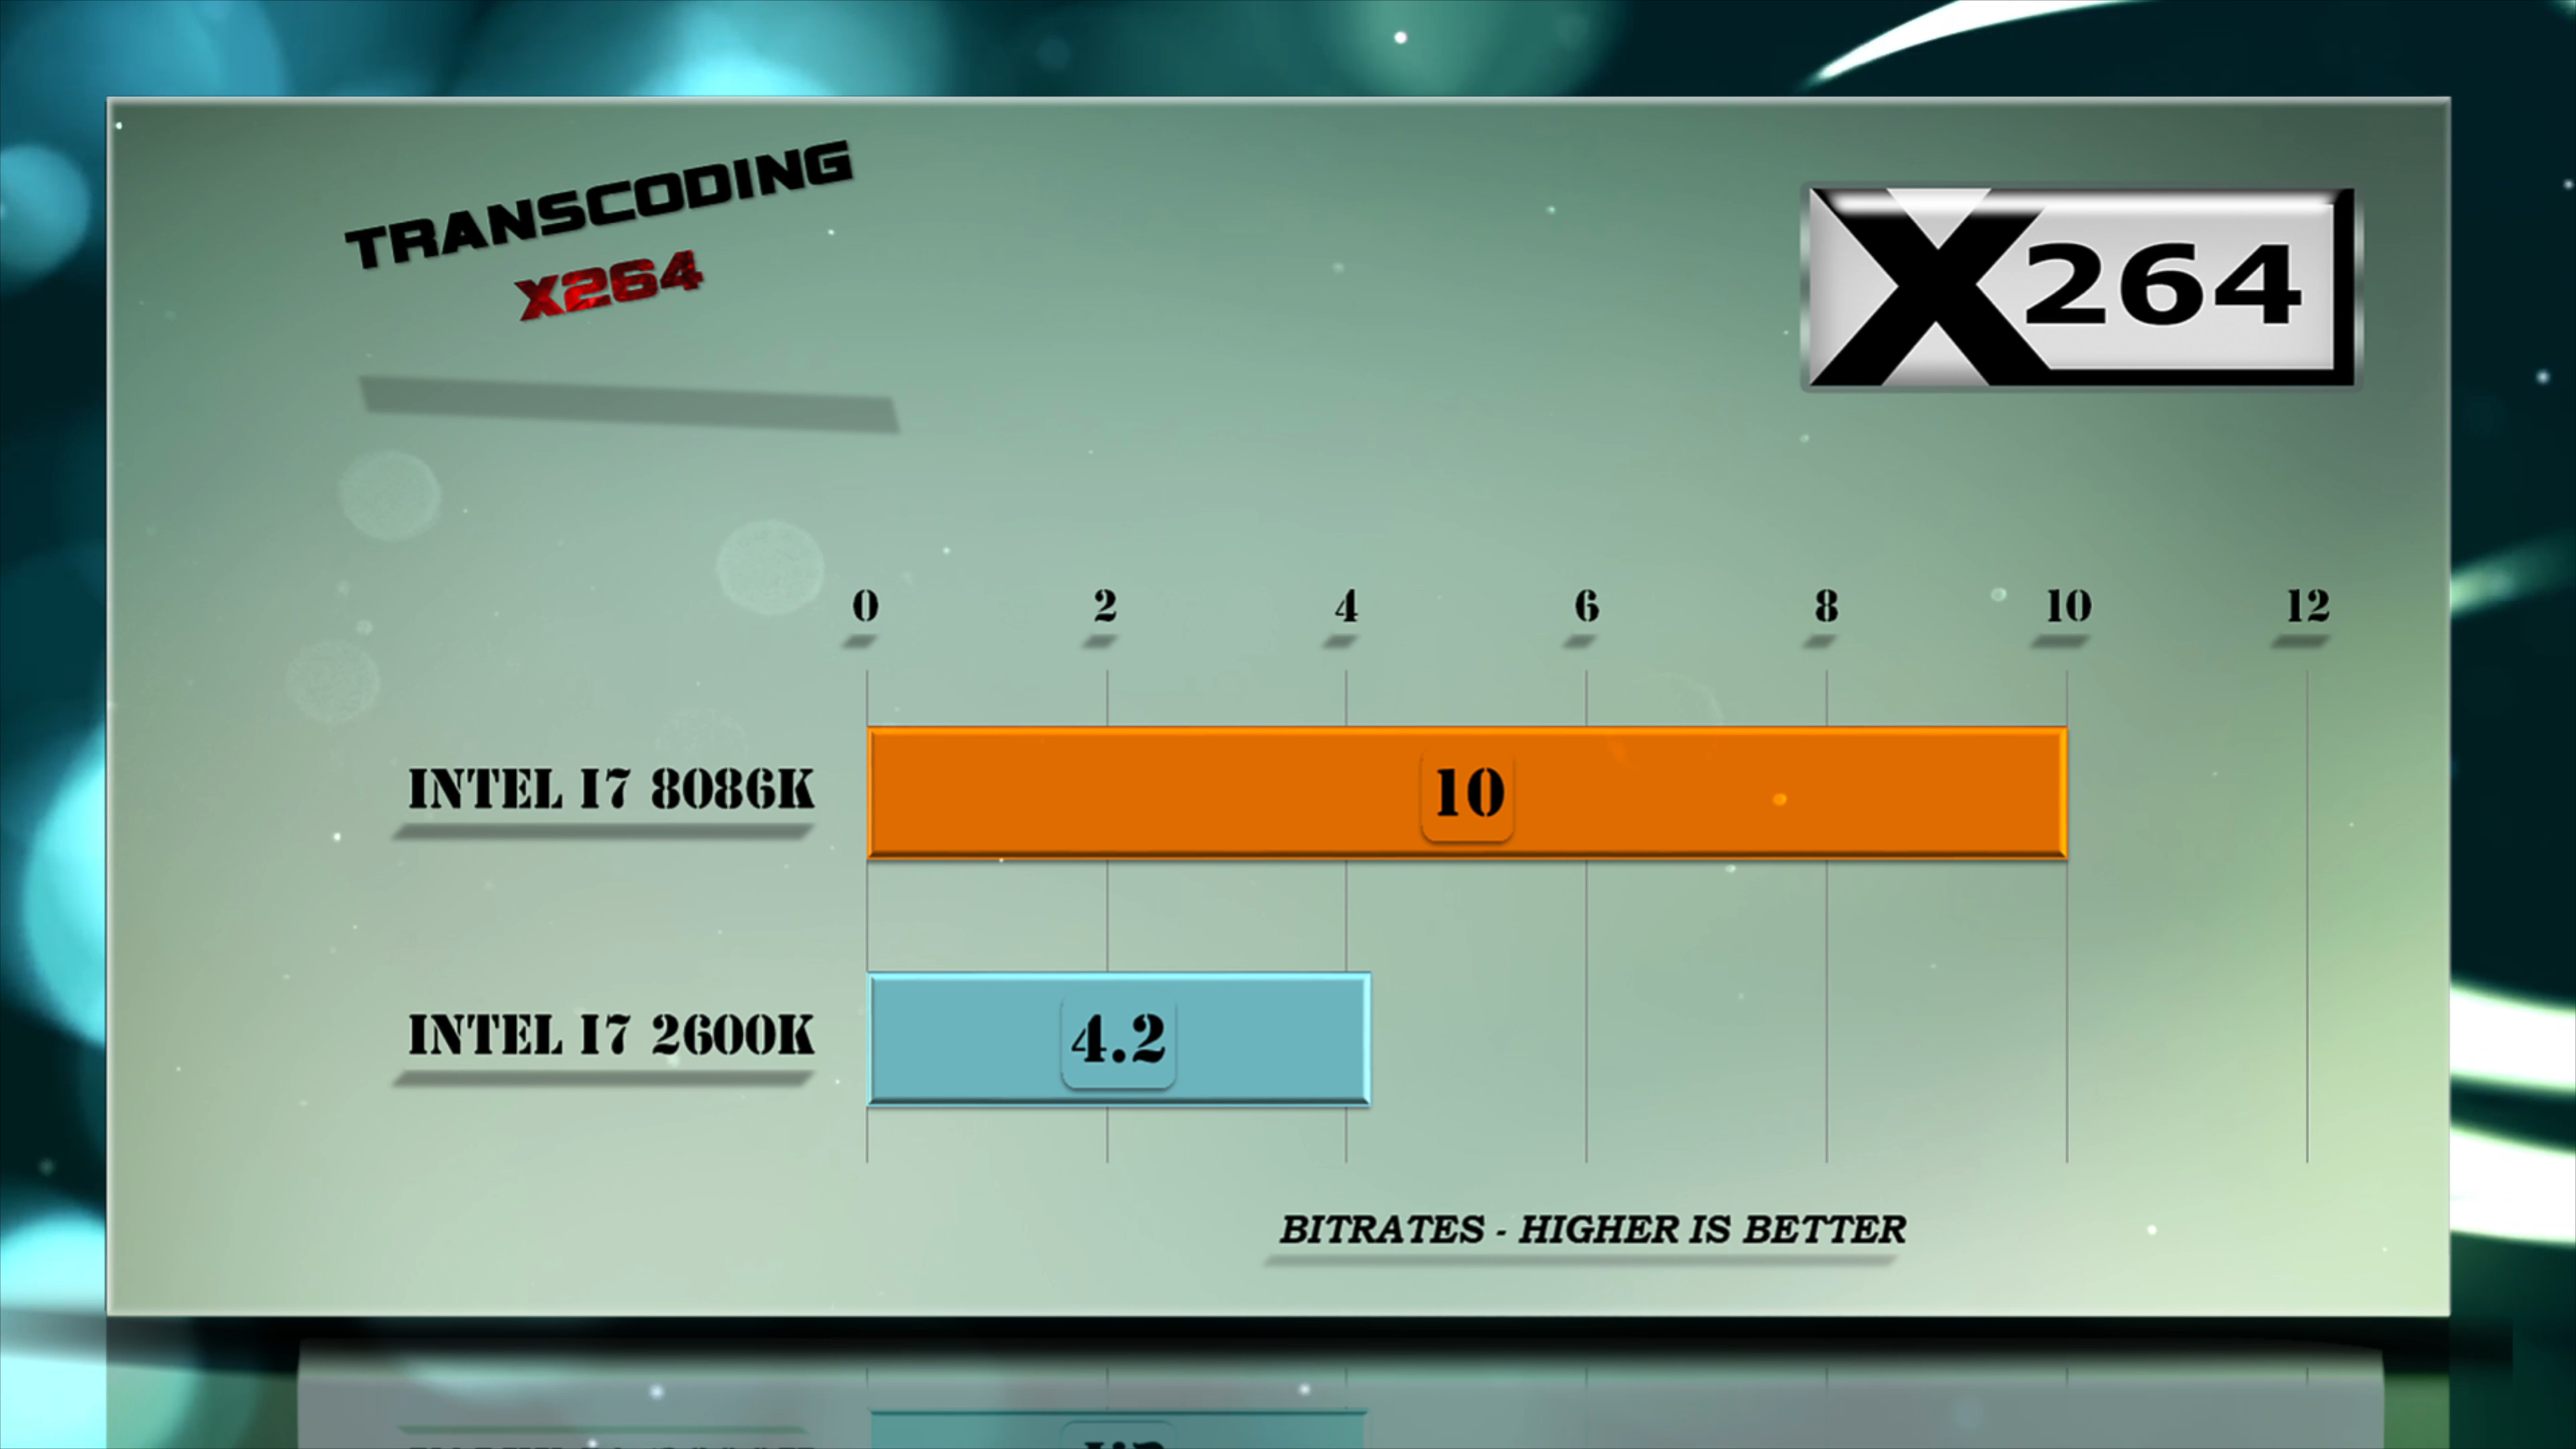 TRANSCODING
X264
X264
0 2 4 6 8 10 12
INTEL I7 8086K 10
INTEL I7 2600K 4.2
BITRATES - HIGHER IS BETTER